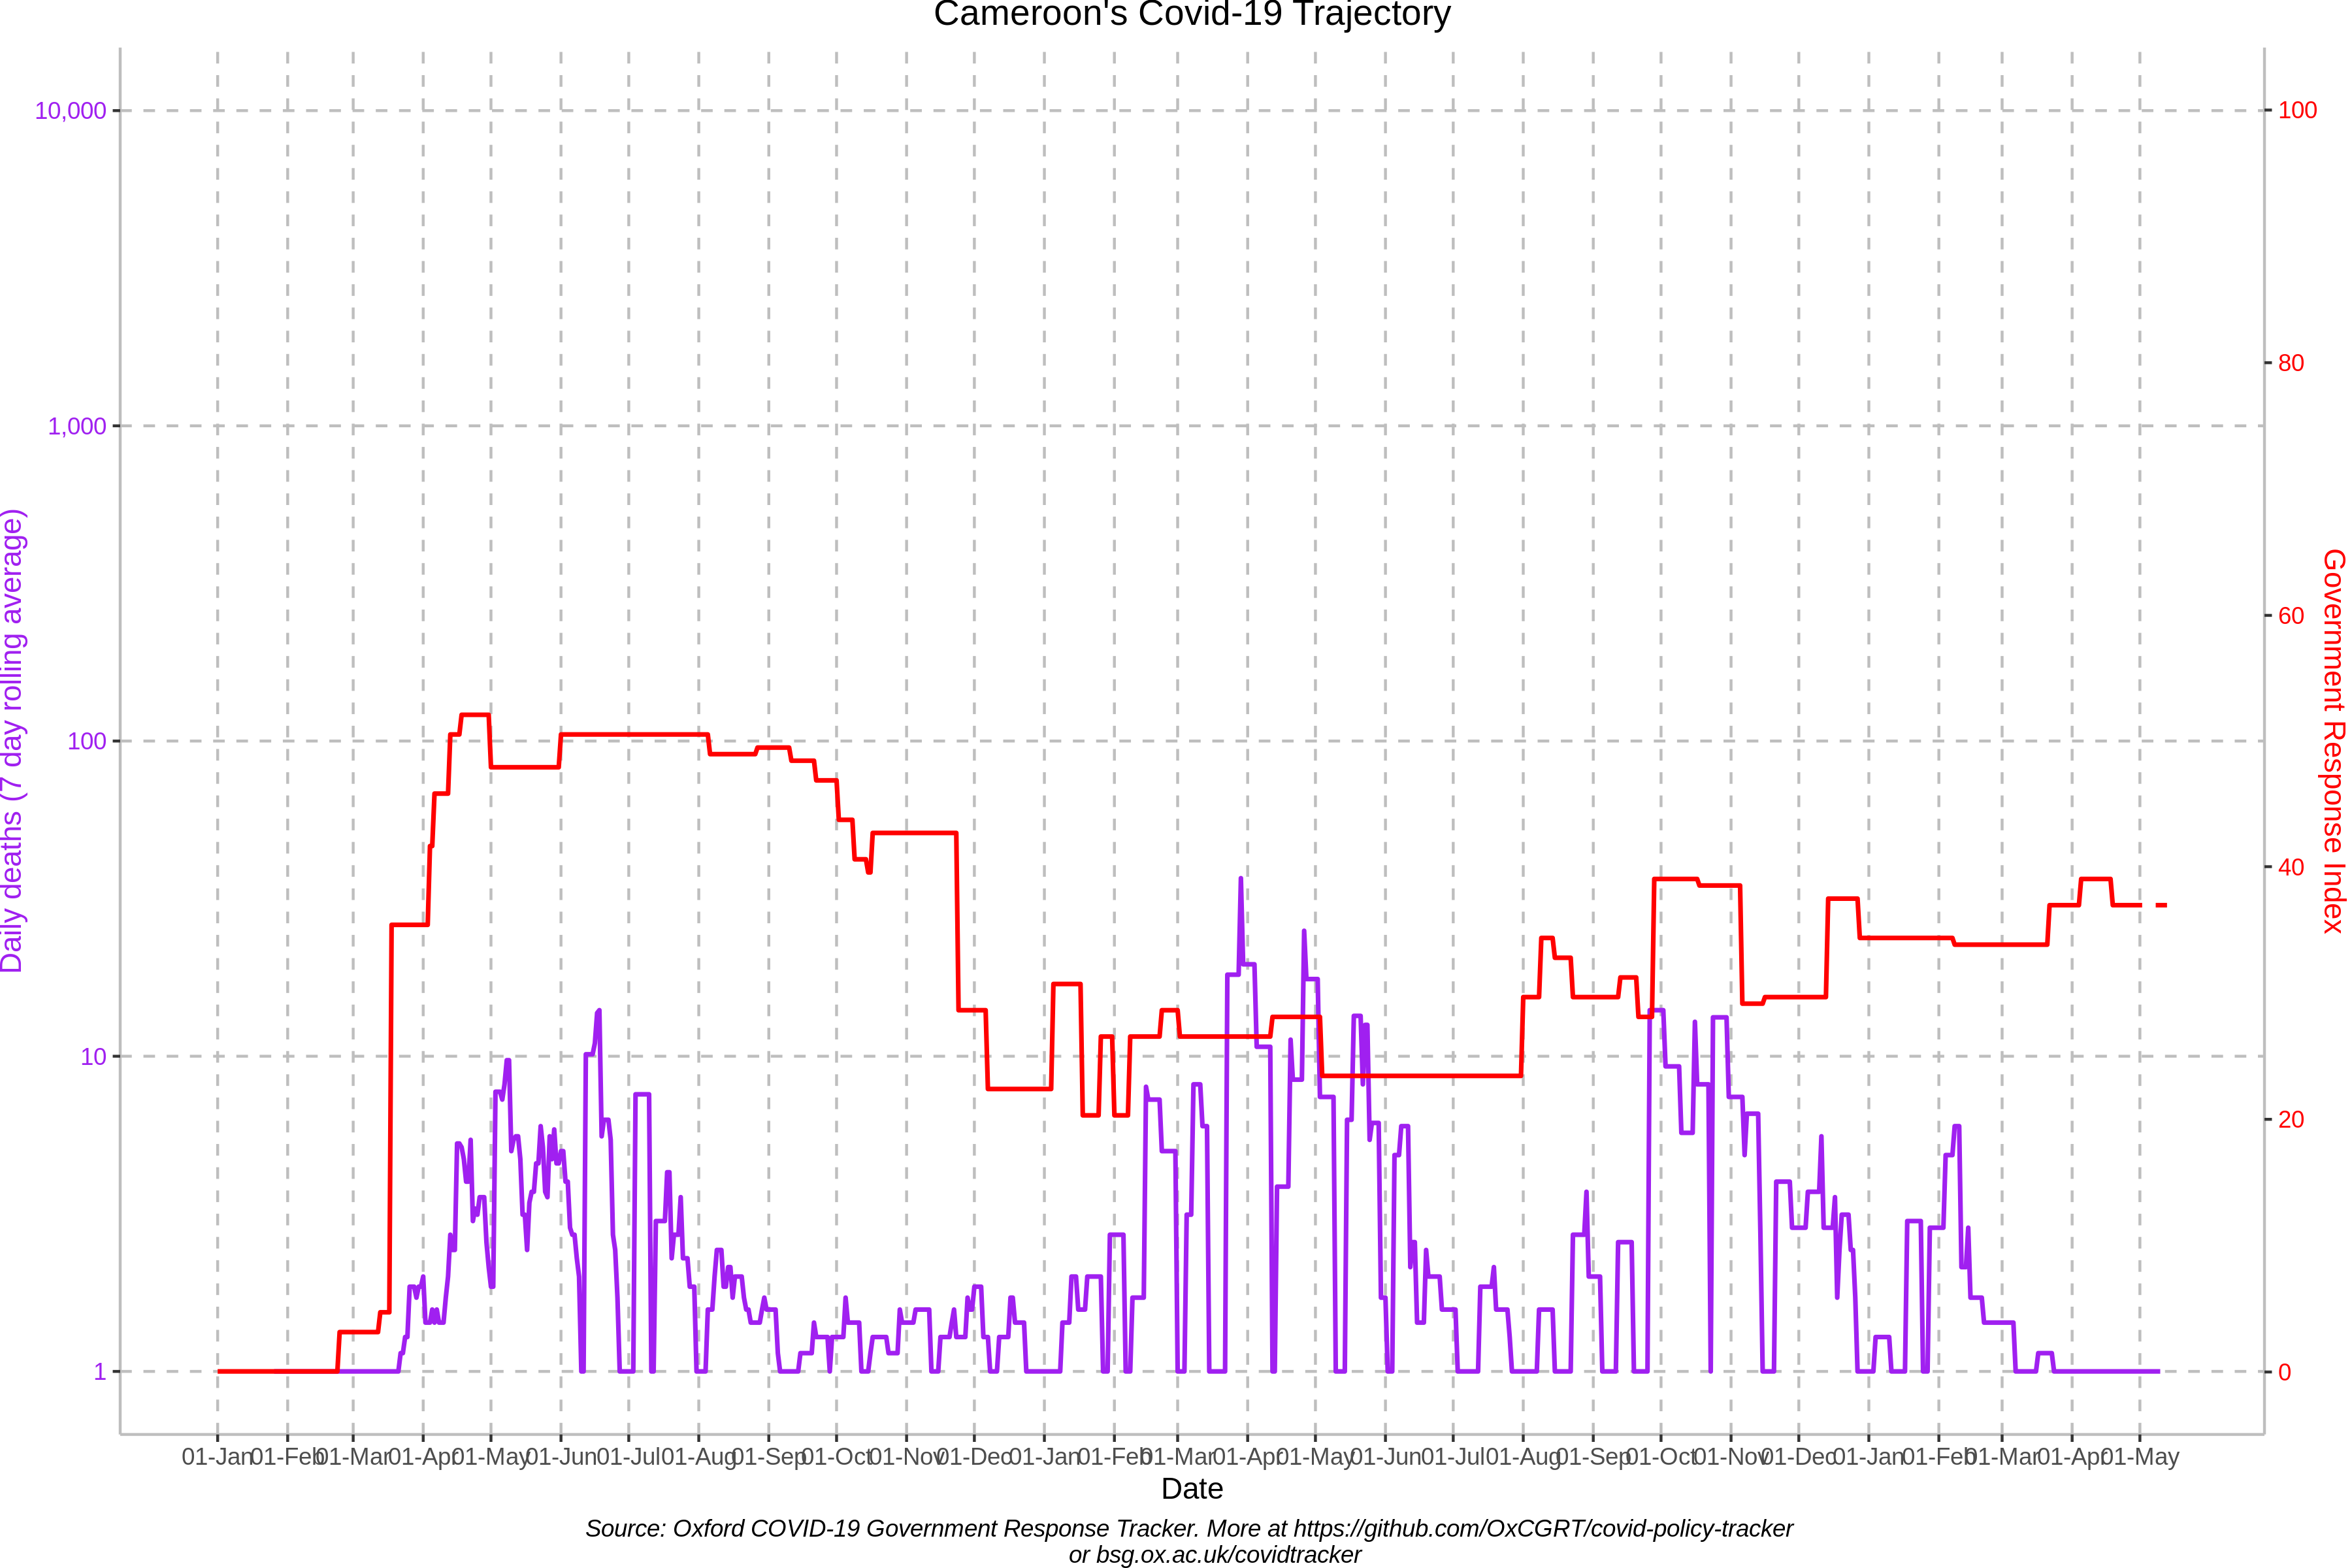 Cameroon's Covid-19 Trajectory
10,000
1,000
100
10
1
Daily deaths (7 day rolling average)
100
80
60
40
20
0
Government Response Index
01-Jan 01-Feb 01-Mar 01-Apr 01-May 01-Jun 01-Jul 01-Aug 01-Sep 01-Oct 01-Nov 01-Dec 01-Jan 01-Feb 01-Mar 01-Apr 01-May 01-Jun 01-Jul 01-Aug 01-Sep 01-Oct 01-Nov 01-Dec 01-Jan 01-Feb 01-Mar 01-Apr 01-May
Date
Source: Oxford COVID-19 Government Response Tracker. More at https://github.com/OxCGRT/covid-policy-tracker
or bsg.ox.ac.uk/covidtracker